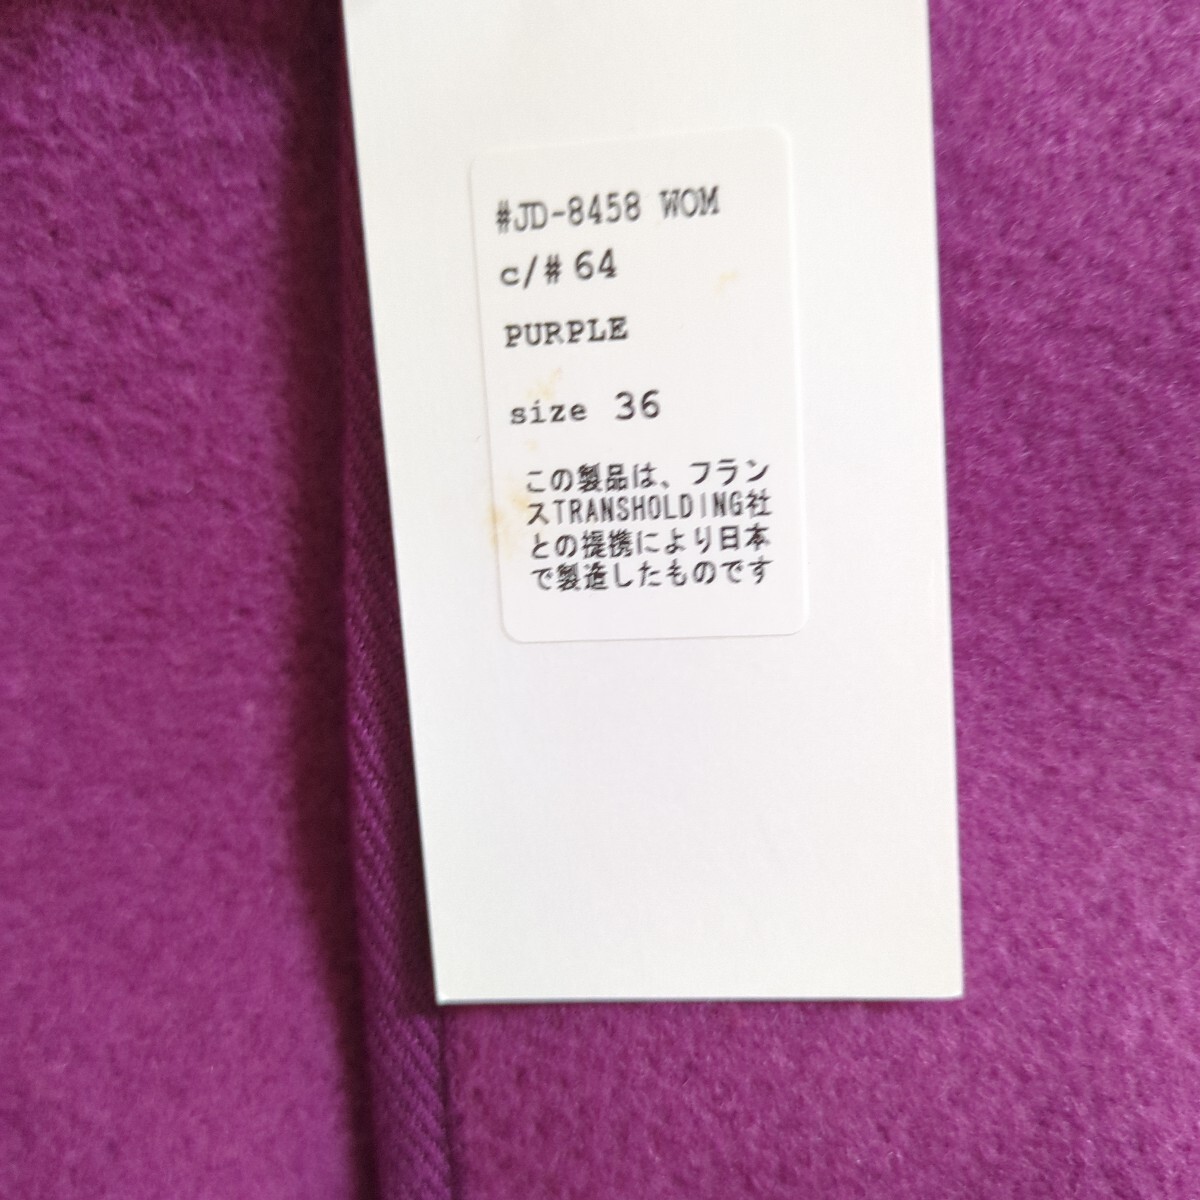 #JD-8458 WOM
c/# 64
PURPLE
size 36
この製品は、フラン
スTRANSHOLDING社
との提携により日本
で製造したものです